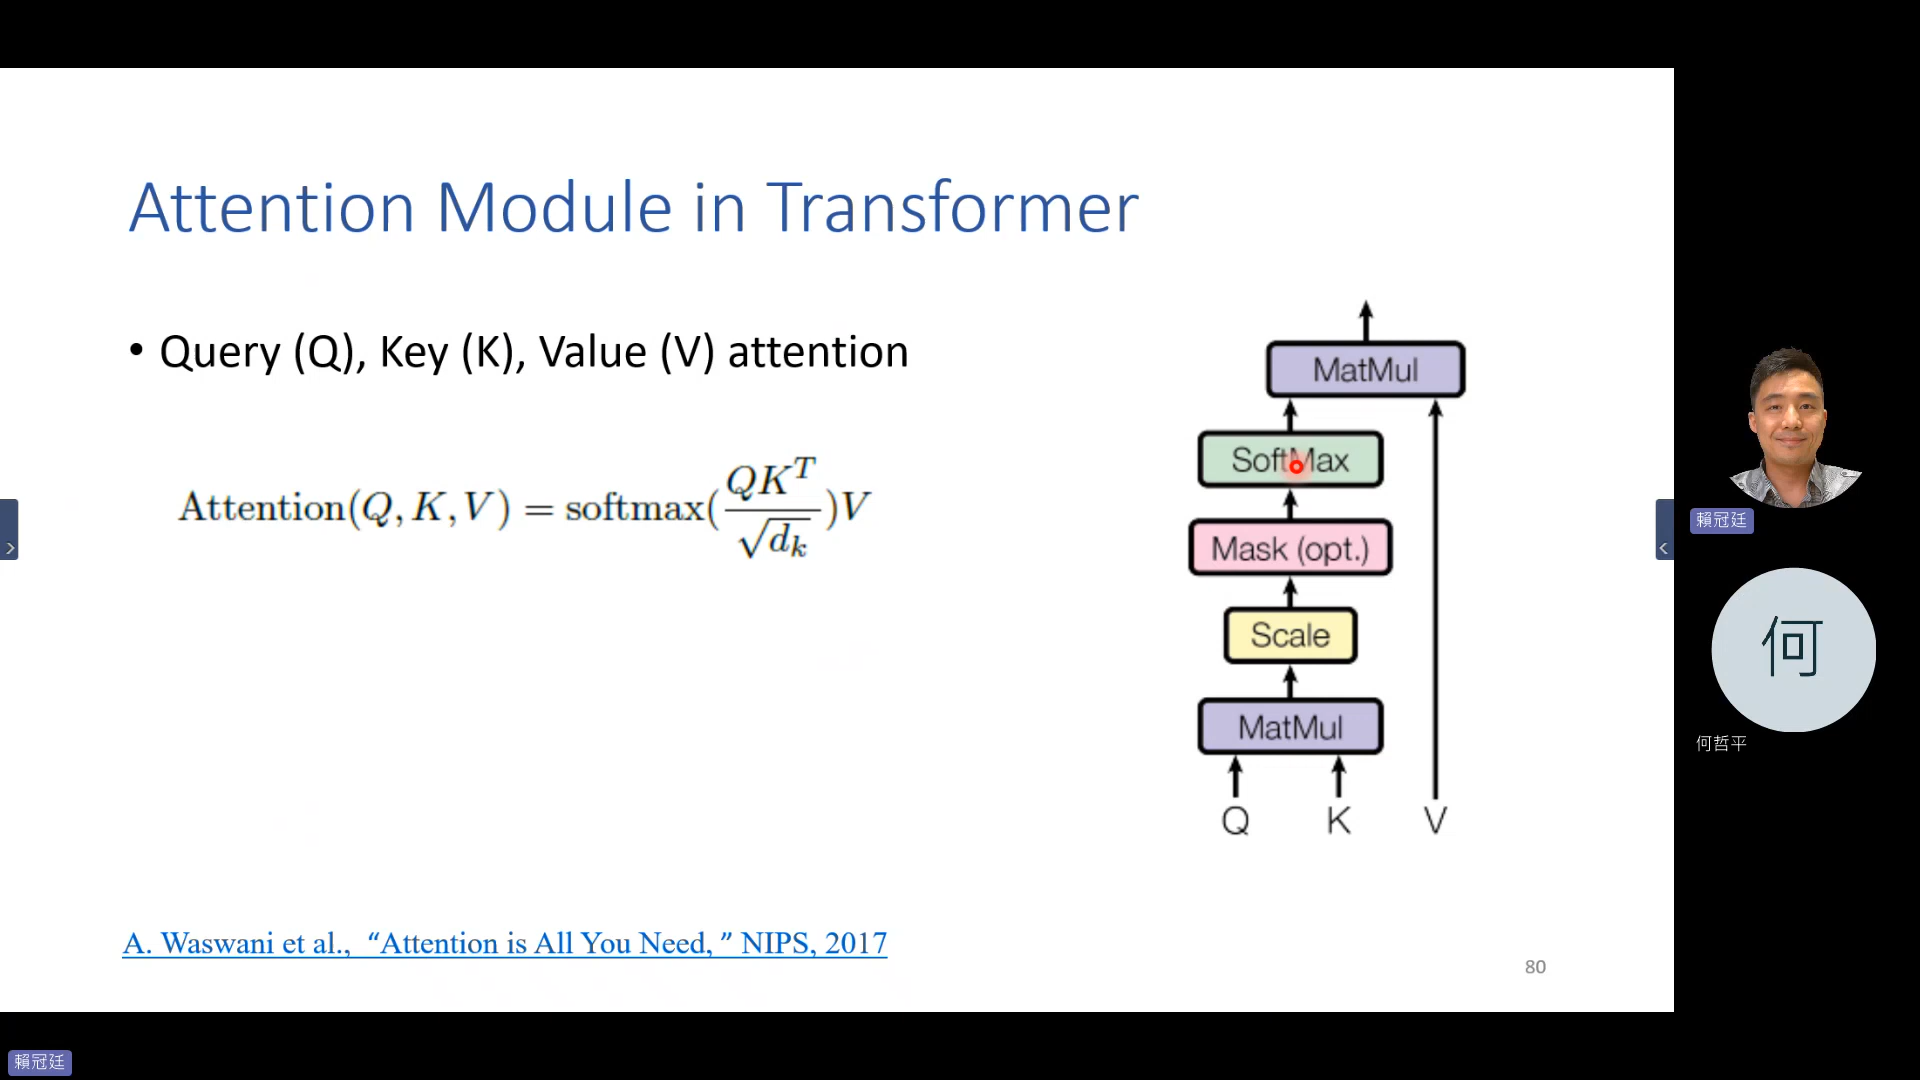 Attention Module in Transformer
• Query (Q), Key (K), Value (V) attention
Attention(Q, K, V) = softmax(\frac{QK^T}{\sqrt{d_k}})V
MatMul
SoftMax
Mask (opt.)
Scale
MatMul
Q K V
A. Waswani et al., “Attention is All You Need,” NIPS, 2017
80
賴冠廷
何
何哲平
賴冠廷